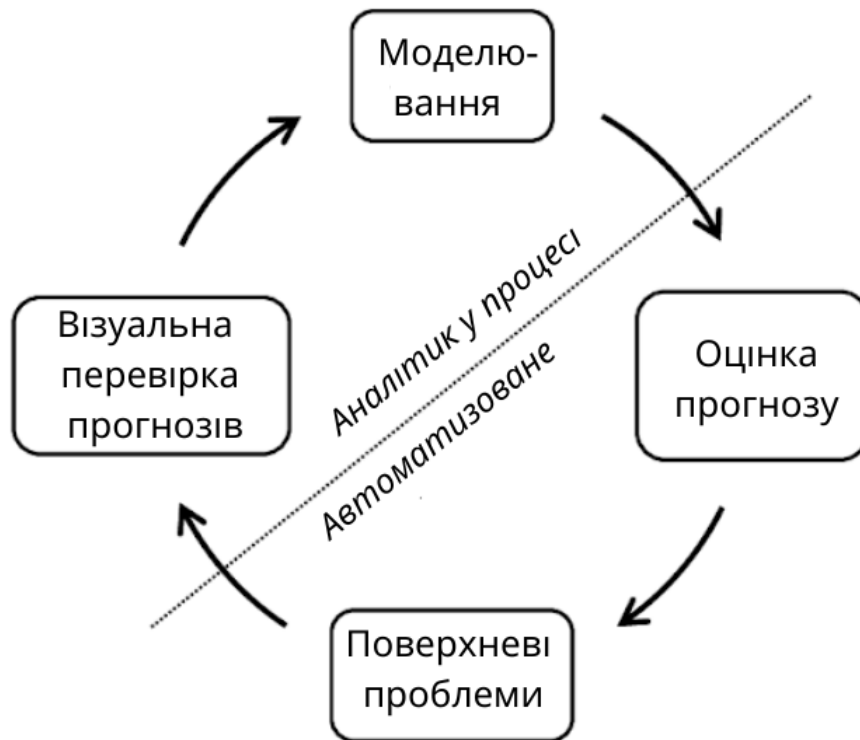 Моделю-
вання
Візуальна
перевірка
прогнозів
Аналітик у процесі
Автоматизоване
Оцінка
прогнозу
Поверхневі
проблеми